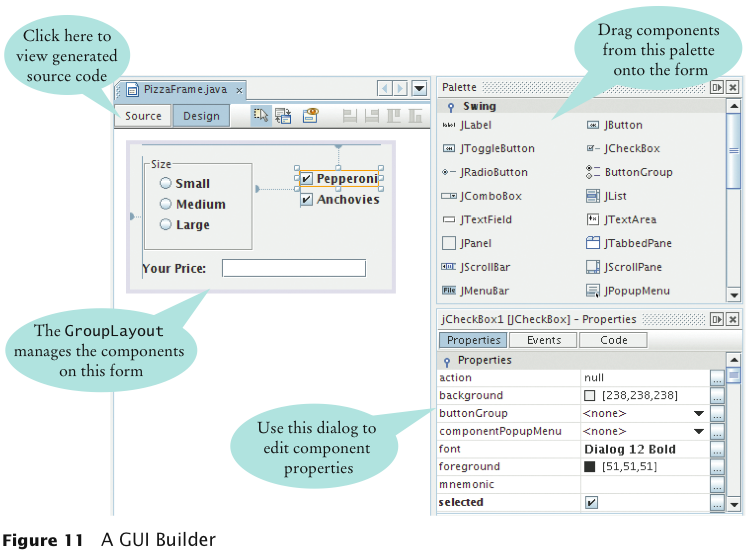 Click here to
view generated
source code
Drag components
from this palette
onto the form
PizzaFrame.java
Source
Design
Size
Small
Medium
Large
Pepperoni
Anchovies
Your Price:
The GroupLayout
manages the components
on this form
Palette
Swing
JLabel
JButton
JToggleButton
JCheckBox
JRadioButton
ButtonGroup
JComboBox
JList
JTextField
JTextArea
JPanel
JTabbedPane
JScrollBar
JScrollPane
JMenuBar
JPopupMenu
jCheckBox1 [JCheckBox] - Properties
Properties
Events
Code
Properties
action null
background [238,238,238]
buttonGroup <none>
componentPopupMenu <none>
font Dialog 12 Bold
foreground [51,51,51]
mnemonic
selected
Use this dialog to
edit component
properties
Figure 11 A GUI Builder